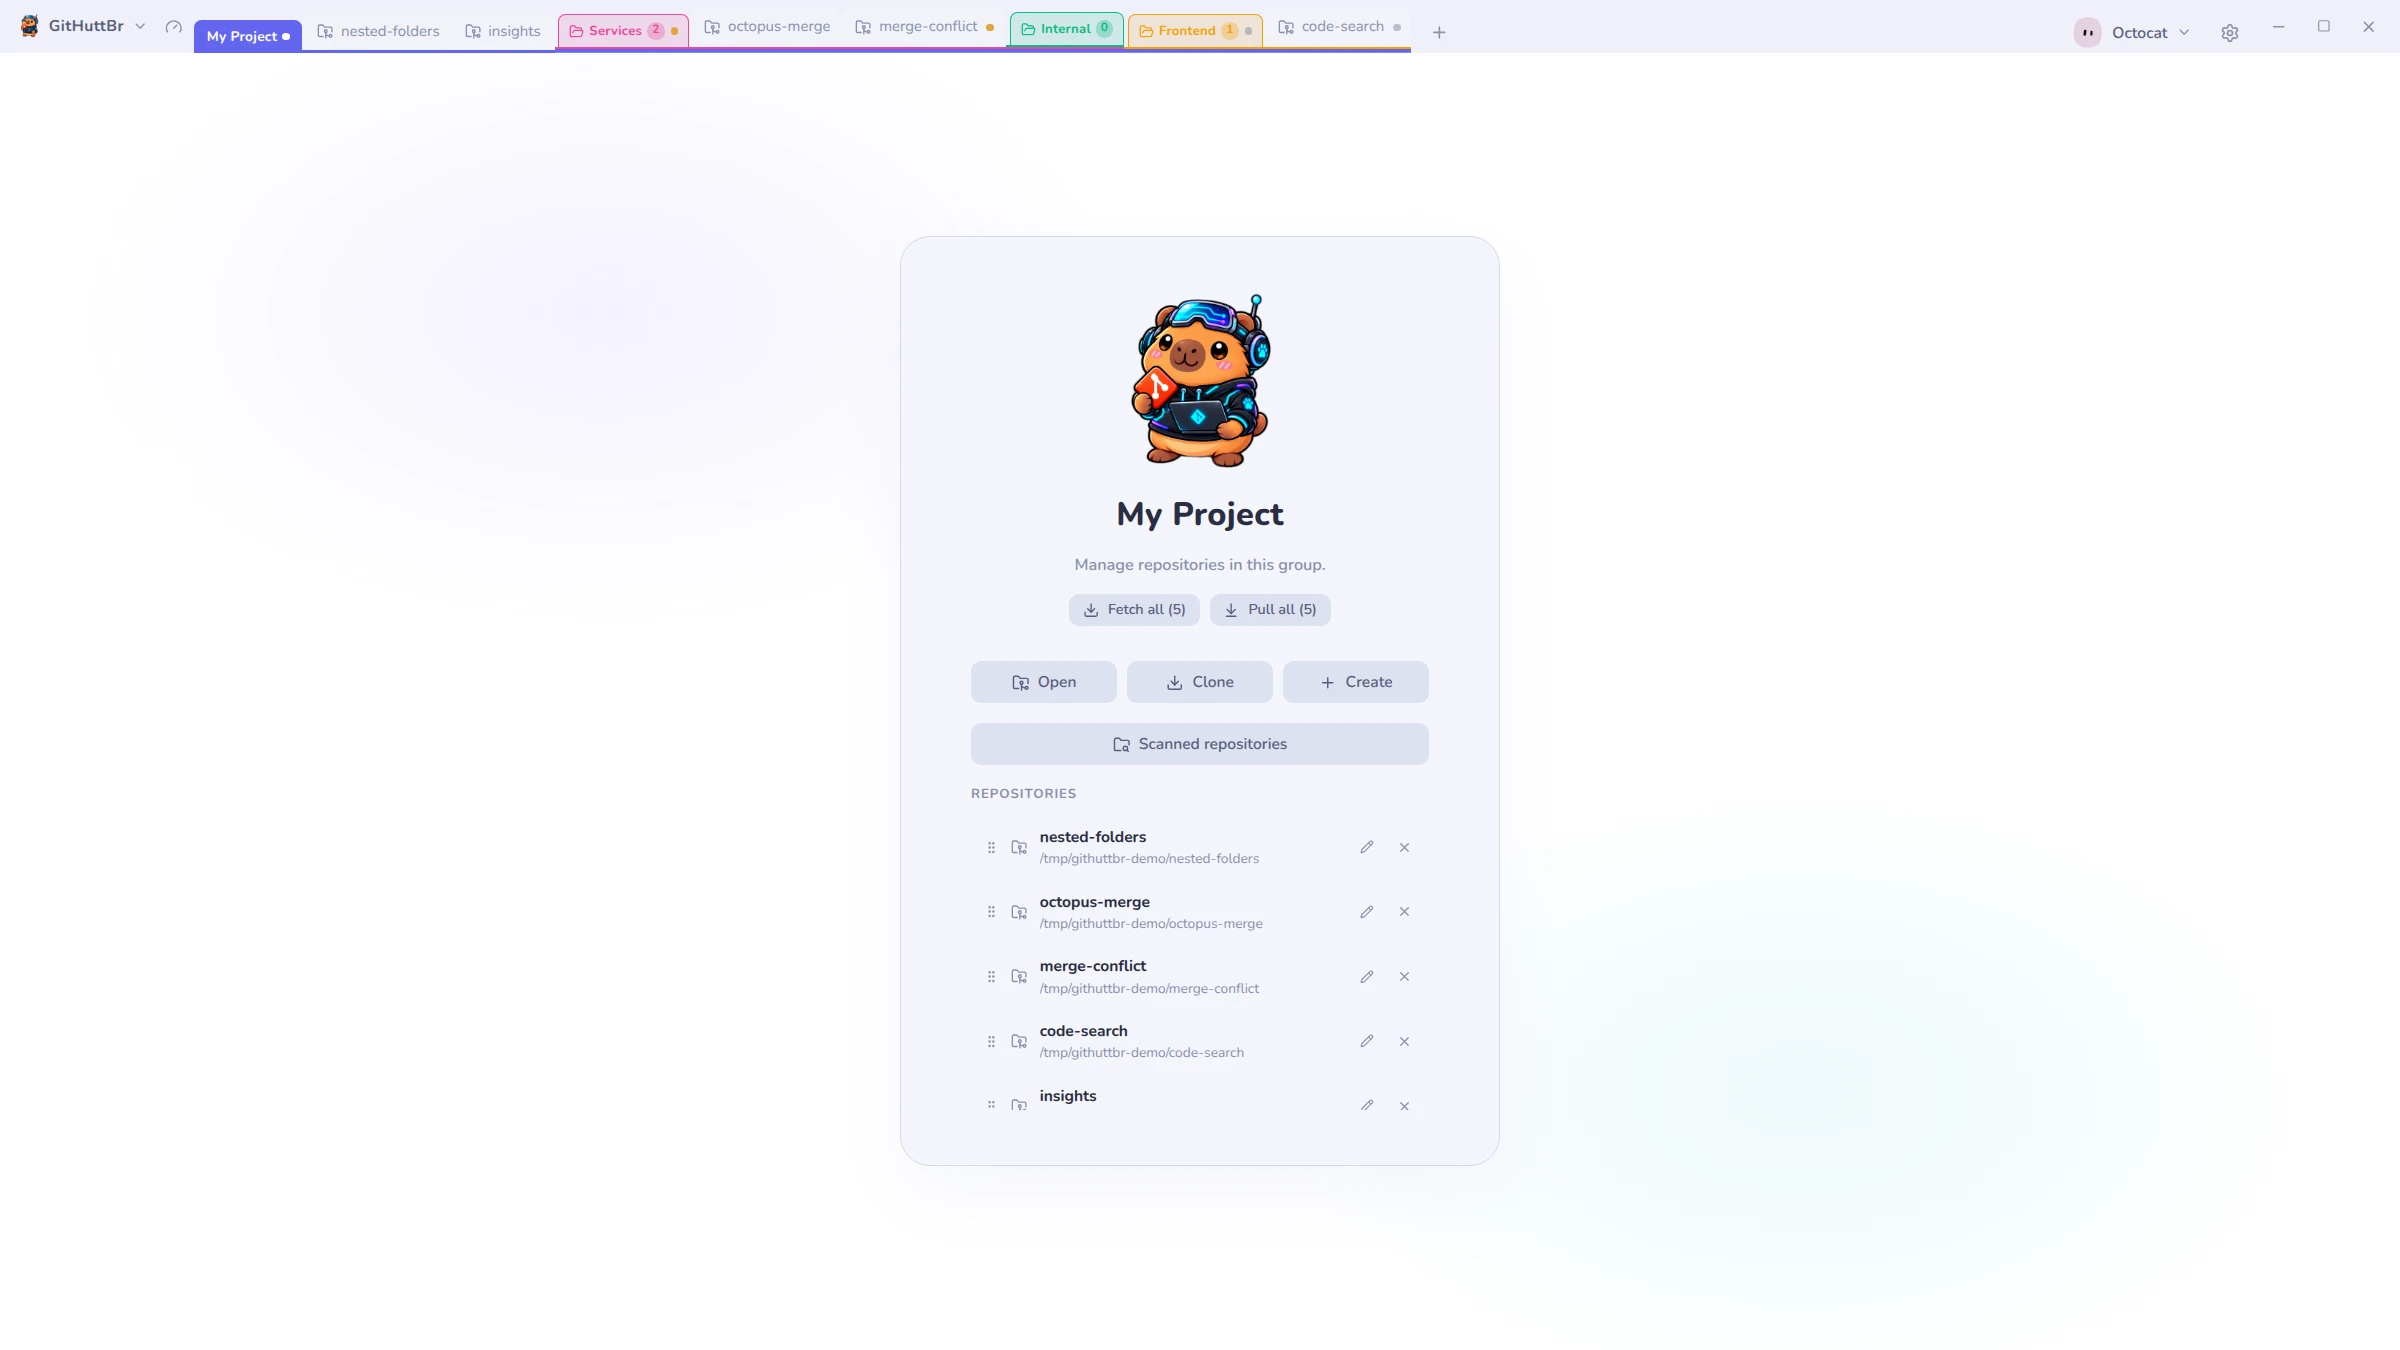 GitHuttBr
My Project
nested-folders
insights
Services 2
octopus-merge
merge-conflict
Internal 0
Frontend 1
code-search
Octocat
My Project
Manage repositories in this group.
Fetch all (5)
Pull all (5)
Open
Clone
Create
Scanned repositories
REPOSITORIES
nested-folders
/tmp/githuttbr-demo/nested-folders
octopus-merge
/tmp/githuttbr-demo/octopus-merge
merge-conflict
/tmp/githuttbr-demo/merge-conflict
code-search
/tmp/githuttbr-demo/code-search
insights